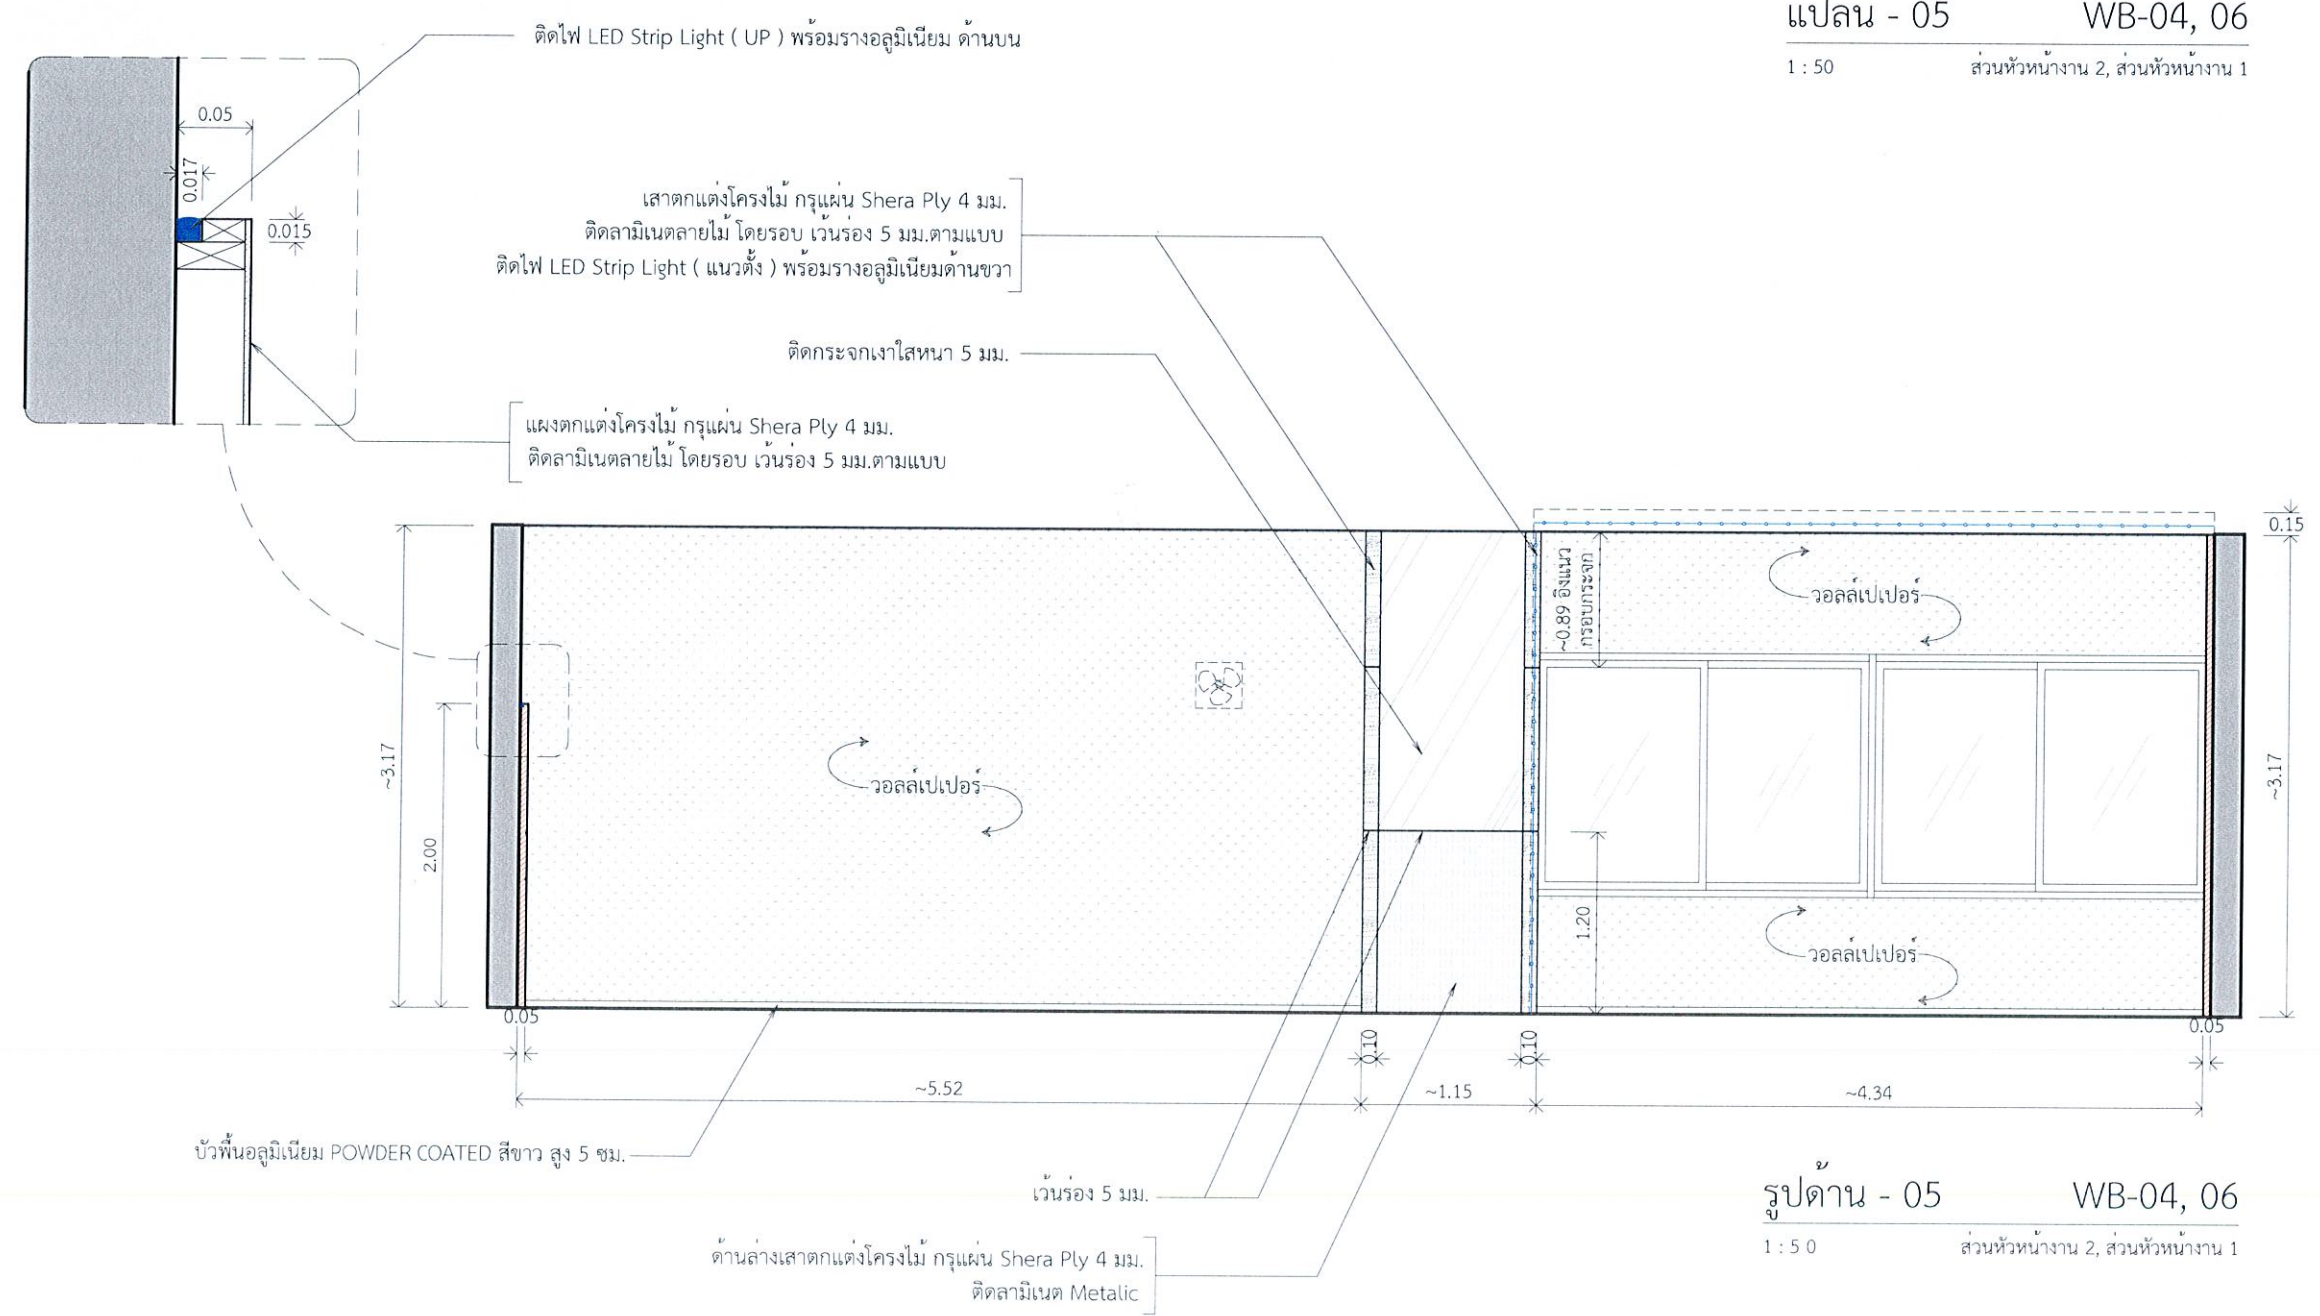 แปลน - 05 WB-04, 06
1 : 50 ส่วนหัวหน้างาน 2, ส่วนหัวหน้างาน 1
ติดไฟ LED Strip Light ( UP ) พร้อมรางอลูมิเนียม ด้านบน
0.05
0.017
0.015
เสาตกแต่งโครงไม้ กรุแผ่น Shera Ply 4 มม.
ติดลามิเนตลายไม้ โดยรอบ เว้นร่อง 5 มม.ตามแบบ
ติดไฟ LED Strip Light ( แนวตั้ง ) พร้อมรางอลูมิเนียมด้านขวา
ติดกระจกเงาใสหนา 5 มม.
แผงตกแต่งโครงไม้ กรุแผ่น Shera Ply 4 มม.
ติดลามิเนตลายไม้ โดยรอบ เว้นร่อง 5 มม.ตามแบบ
0.15
~0.89 อิงแนว
กรอบกระจก
วอลล์เปเปอร์
~3.17
2.00
วอลล์เปเปอร์
~3.17
1.20
วอลล์เปเปอร์
0.05
0.10
0.10
0.05
~5.52
~1.15
~4.34
บัวพื้นอลูมิเนียม POWDER COATED สีขาว สูง 5 ซม.
เว้นร่อง 5 มม.
ด้านล่างเสาตกแต่งโครงไม้ กรุแผ่น Shera Ply 4 มม.
ติดลามิเนต Metalic
รูปด้าน - 05 WB-04, 06
1 : 5 0 ส่วนหัวหน้างาน 2, ส่วนหัวหน้างาน 1